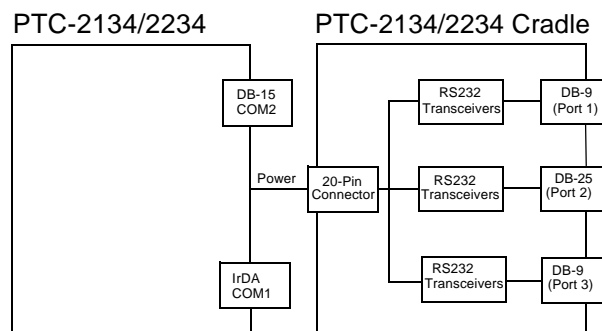 PTC-2134/2234
PTC-2134/2234 Cradle
DB-15
COM2
RS232
Transceivers
DB-9
(Port 1)
Power
20-Pin
Connector
RS232
Transceivers
DB-25
(Port 2)
IrDA
COM1
RS232
Transceivers
DB-9
(Port 3)